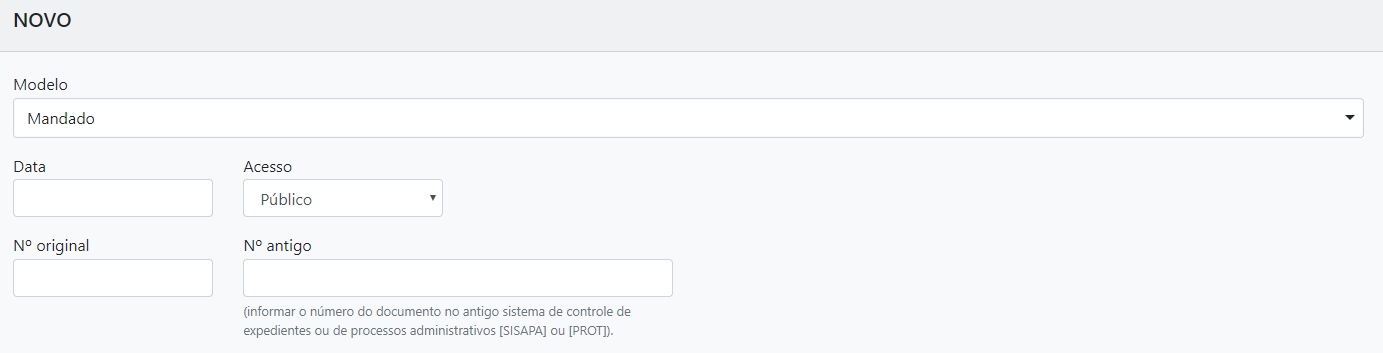 NOVO
Modelo
Mandado
Data
Acesso
Público
Nº original
Nº antigo
(informar o número do documento no antigo sistema de controle de
expedientes ou de processos administrativos [SISAPA] ou [PROT]).